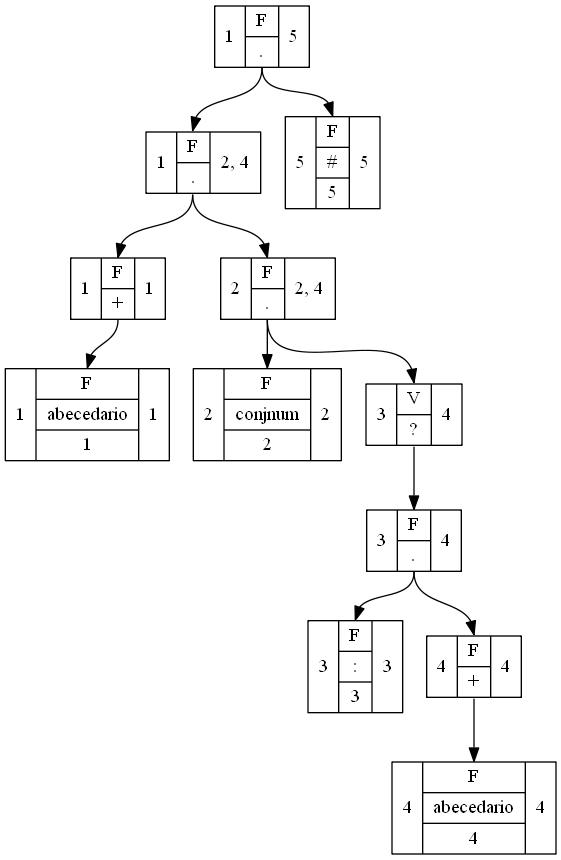 1 F . 5
1 F . 2, 4
5 F # 5 5
1 F + 1
2 F . 2, 4
1 F abecedario 1 1
2 F conjnum 2 2
3 V ? 4
3 F . 4
3 F : 3 3
4 F + 4
4 F abecedario 4 4